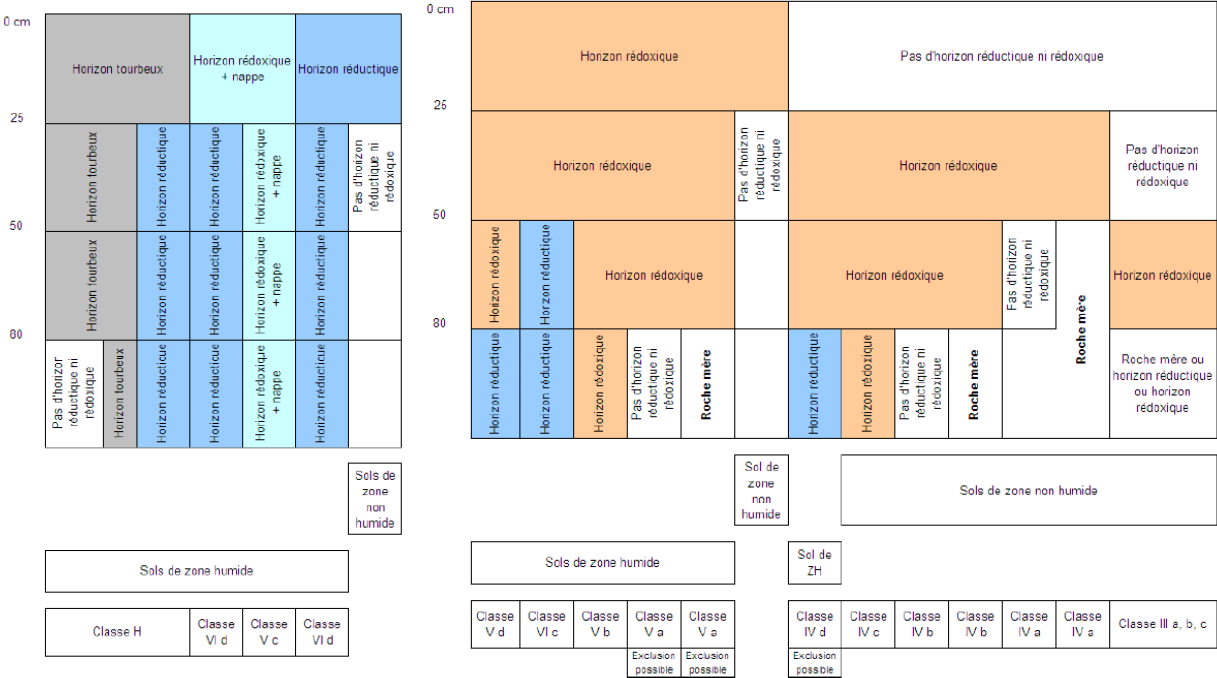 0 cm
Horizon tourbeux
Horizon rédoxique
+ nappe
Horizon réductique
25
Horizon tourbeux
Horizon réductique
Horizon réductique
Horizon rédoxique
+ nappe
Horizon réductique
Pas d'horizon
réductique ni
rédoxique
50
Horizon tourbeux
Horizon réductique
Horizon réductique
Horizon rédoxique
+ nappe
Horizon réductique
80
Pas d'horizon
réductique ni
rédoxique
Horizon tourbeux
Horizon réductique
Horizon réductique
Horizon rédoxique
+ nappe
Horizon réductique
Sols de
zone
non
humide
Sols de zone humide
Classe H
Classe
VI d
Classe
V c
Classe
VI d
0 cm
Horizon rédoxique
Pas d'horizon réductique ni rédoxique
25
Horizon rédoxique
Pas d'horizon
réductique ni
rédoxique
Horizon rédoxique
Pas d'horizon
réductique ni
rédoxique
50
Horizon rédoxique
Horizon réductique
Horizon rédoxique
Horizon rédoxique
Pas d'horizon
réductique ni
rédoxique
Roche mère
Horizon rédoxique
80
Horizon réductique
Horizon réductique
Horizon rédoxique
Pas d'horizon
réductique ni
rédoxique
Roche mère
Horizon réductique
Horizon rédoxique
Pas d'horizon
réductique ni
rédoxique
Roche mère
Roche mère ou
horizon réductique
ou horizon
rédoxique
Sol de
zone
non
humide
Sols de zone non humide
Sols de zone humide
Sol de
ZH
Classe
V d
Classe
VI c
Classe
V b
Classe
V a
Classe
V a
Classe
IV d
Classe
IV c
Classe
IV b
Classe
IV b
Classe
IV a
Classe
IV a
Classe III a, b, c
Exclusion
possible
Exclusion
possible
Exclusion
possible